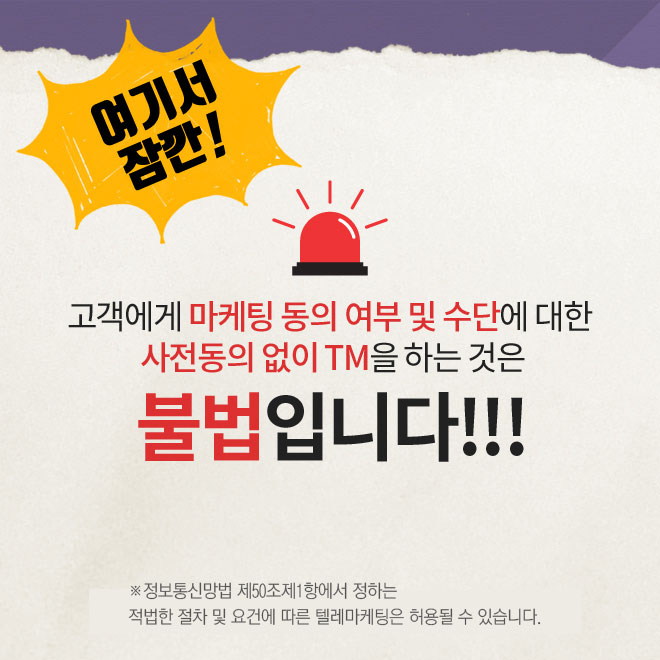 여기서
잠깐!
고객에게 마케팅 동의 여부 및 수단에 대한
사전동의 없이 TM을 하는 것은
불법입니다!!!
※정보통신망법 제50조제1항에서 정하는
적법한 절차 및 요건에 따른 텔레마케팅은 허용될 수 있습니다.